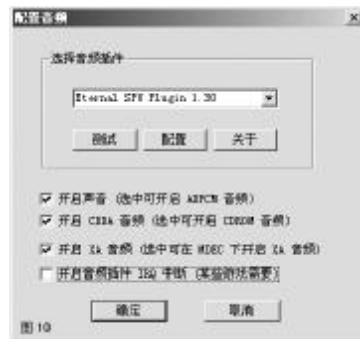 配置音频
选择音频插件
Eternal SPU Plugin 1.30
测试 配置 关于
开启声音 (选中可开启 ADPCM 音频)
开启 CDDA 音频 (选中可开启 CDROM 音频)
开启 XA 音频 (选中可在 MDEC 下开启 XA 音频)
开启音频插件 IRQ 中断 (某些游戏需要)
确定 取消
图 10